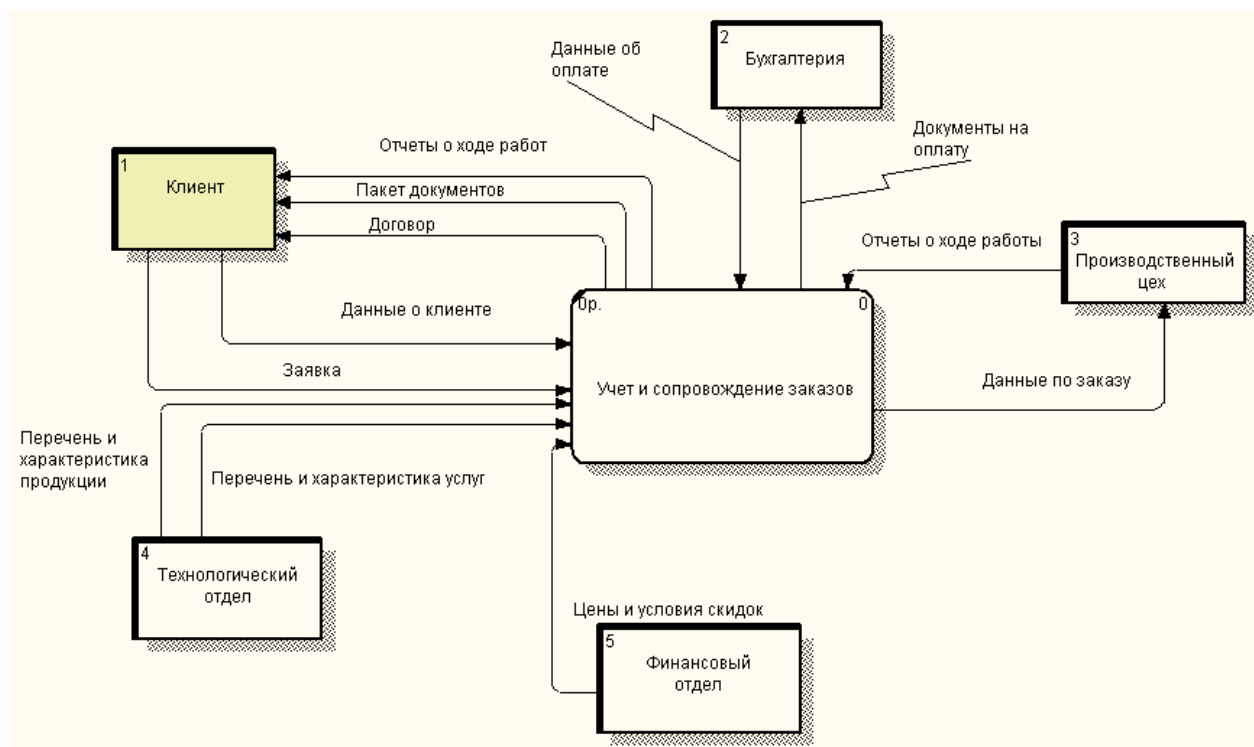 Данные об
оплате
2
Бухгалтерия
Документы на
оплату
Отчеты о ходе работ
1
Клиент
Пакет документов
Договор
Отчеты о ходе работы
3
Производственный
цех
Данные о клиенте
0р.
0
Заявка
Учет и сопровождение заказов
Данные по заказу
Перечень и
характеристика
продукции
Перечень и характеристика услуг
4
Технологический
отдел
Цены и условия скидок
5
Финансовый
отдел